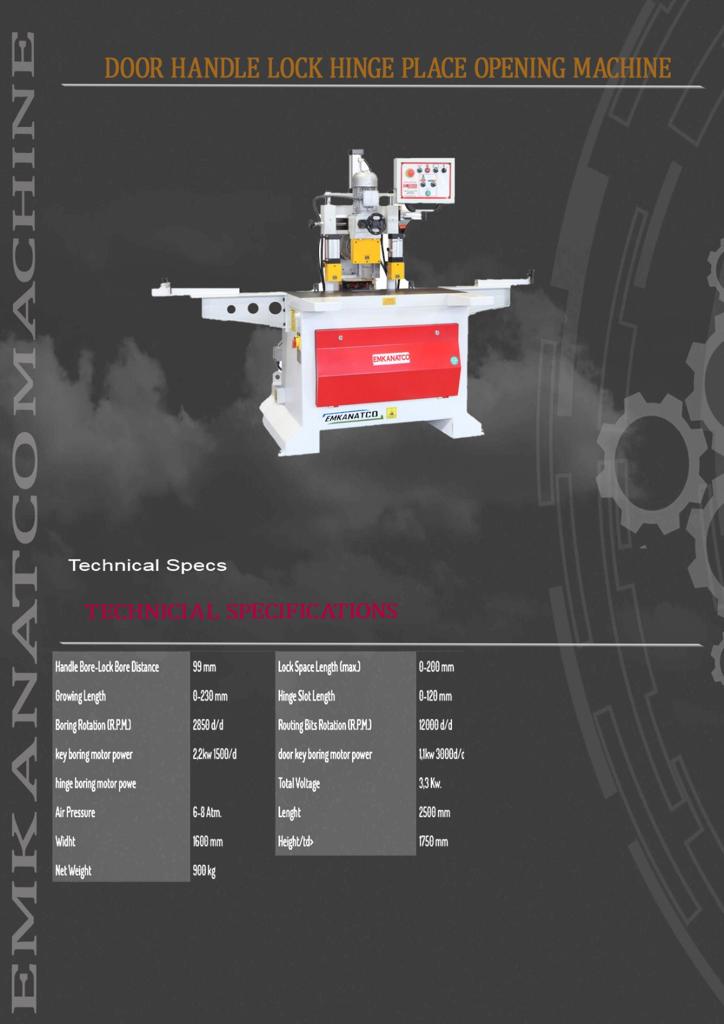 EMKANATCO MACHINE
DOOR HANDLE LOCK HINGE PLACE OPENING MACHINE
EMKANATCO
EMKANATCO
Technical Specs
TECHNICIAL SPECIFICATIONS
Handle Bore-Lock Bore Distance 99 mm Lock Space Length (max.) 0-200 mm
Growing Length 0-230 mm Hinge Slot Length 0-120 mm
Boring Rotation (R.P.M.) 2850 d/d Routing Bits Rotation (R.P.M.) 12000 d/d
key boring motor power 2,2kw 1500/d door key boring motor power 1,1kw 3000d/c
hinge boring motor powe Total Voltage 3,3 Kw.
Air Pressure 6-8 Atm. Lenght 2500 mm
Widht 1600 mm Height/td> 1750 mm
Net Weight 900 kg